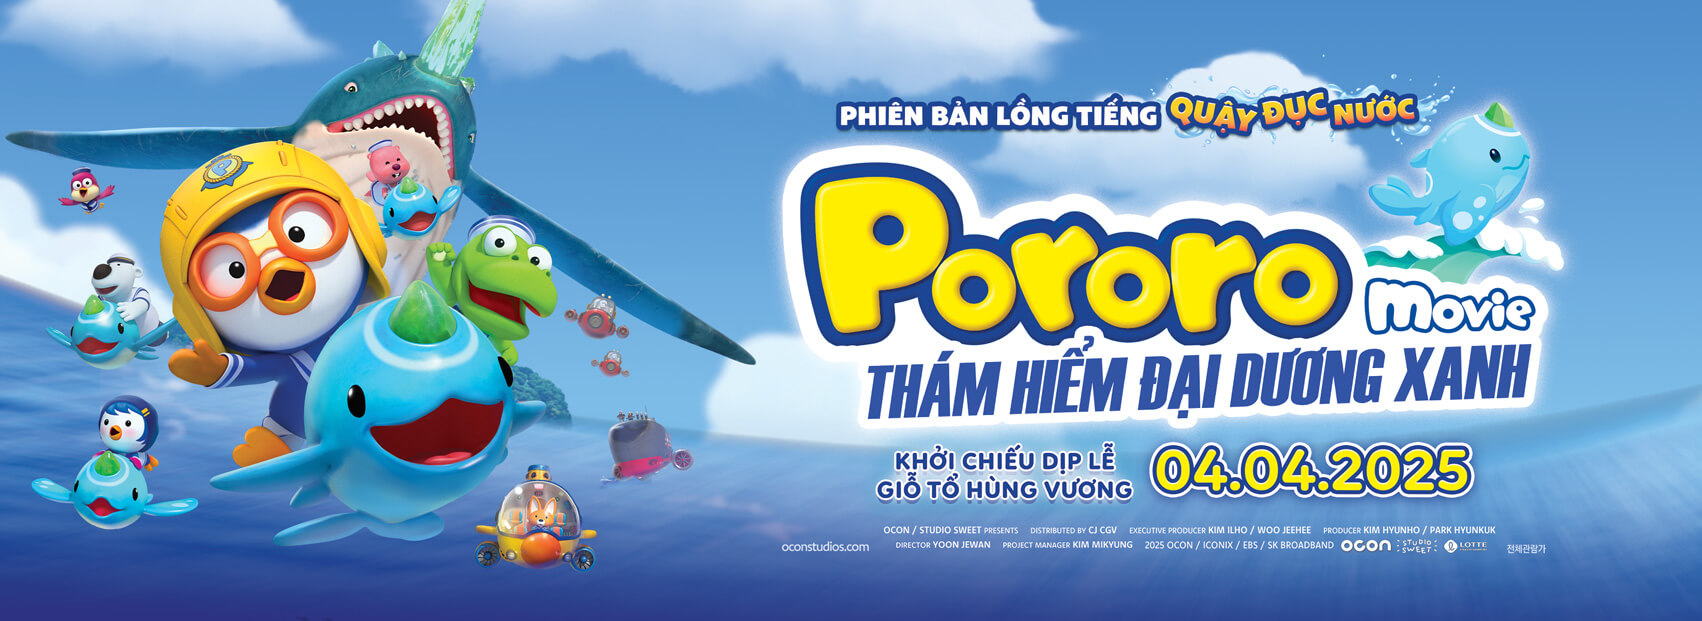 PHIÊN BẢN LỒNG TIẾNG QUẬY ĐỤC NƯỚC
Pororo
movie
THÁM HIỂM ĐẠI DƯƠNG XANH
KHỞI CHIẾU DỊP LỄ
GIỖ TỔ HÙNG VƯƠNG
04.04.2025
OCON / STUDIO SWEET PRESENTS DISTRIBUTED BY CJ CGV EXECUTIVE PRODUCER KIM ILHO / WOO JEEHEE PRODUCER KIM HYUNHO / PARK HYUNKUK
oconstudios.com DIRECTOR YOON JEWAN PROJECT MANAGER KIM MIKYUNG 2025 OCON / ICONIX / EBS / SK BROADBAND OCON STUDIO SWEET LOTTE 전체관람가